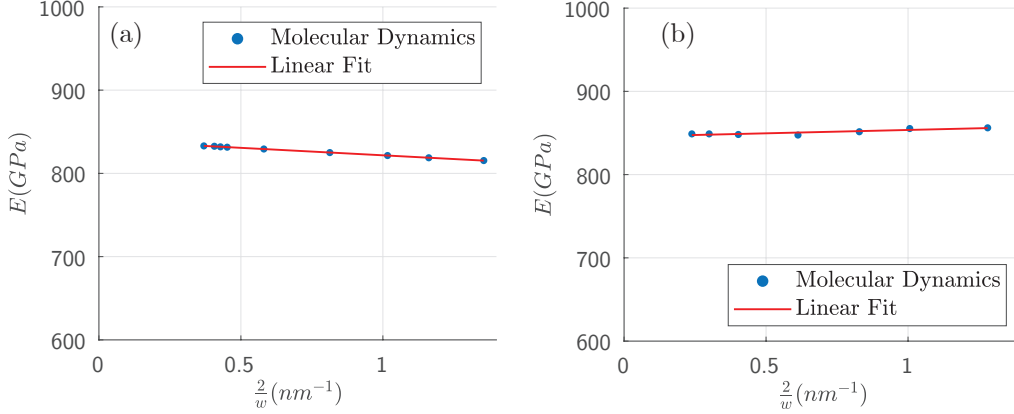 (a)
Molecular Dynamics
Linear Fit
1000
900
800
700
600
E(GPa)
0
0.5
1
2/w (nm⁻¹)
(b)
Molecular Dynamics
Linear Fit
1000
900
800
700
600
E(GPa)
0
0.5
1
2/w (nm⁻¹)